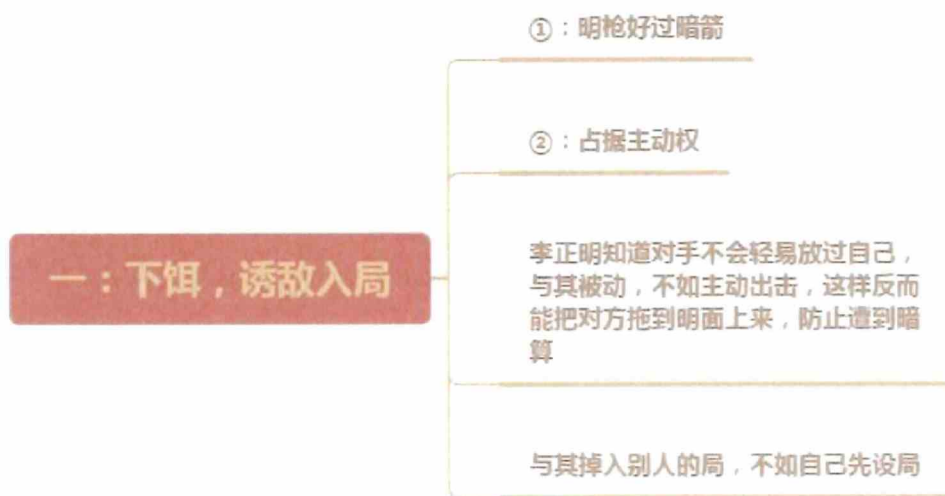 一：下饵，诱敌入局
①：明枪好过暗箭
②：占据主动权
李正明知道对手不会轻易放过自己，
与其被动，不如主动出击，这样反而
能把对方拖到明面上来，防止遭到暗
算
与其掉入别人的局，不如自己先设局